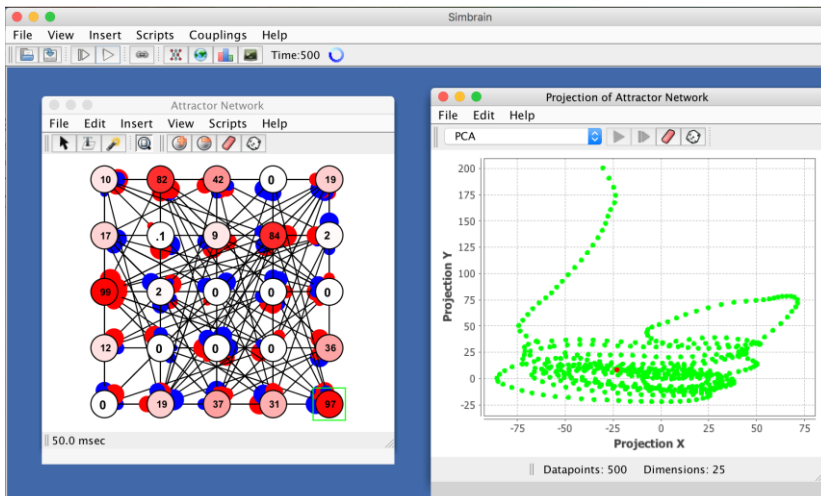 Simbrain
File View Insert Scripts Couplings Help
Time:500
Attractor Network
File Edit Insert View Scripts Help
10 82 42 0 19
17 .1 9 84 2
99 2 0 0 0
12 0 0 0 36
0 19 37 31 97
50.0 msec
Projection of Attractor Network
File Edit Help
PCA
200
175
150
125
100
75
50
25
0
-25
Projection Y
-75 -50 -25 0 25 50 75
Projection X
Datapoints: 500 Dimensions: 25